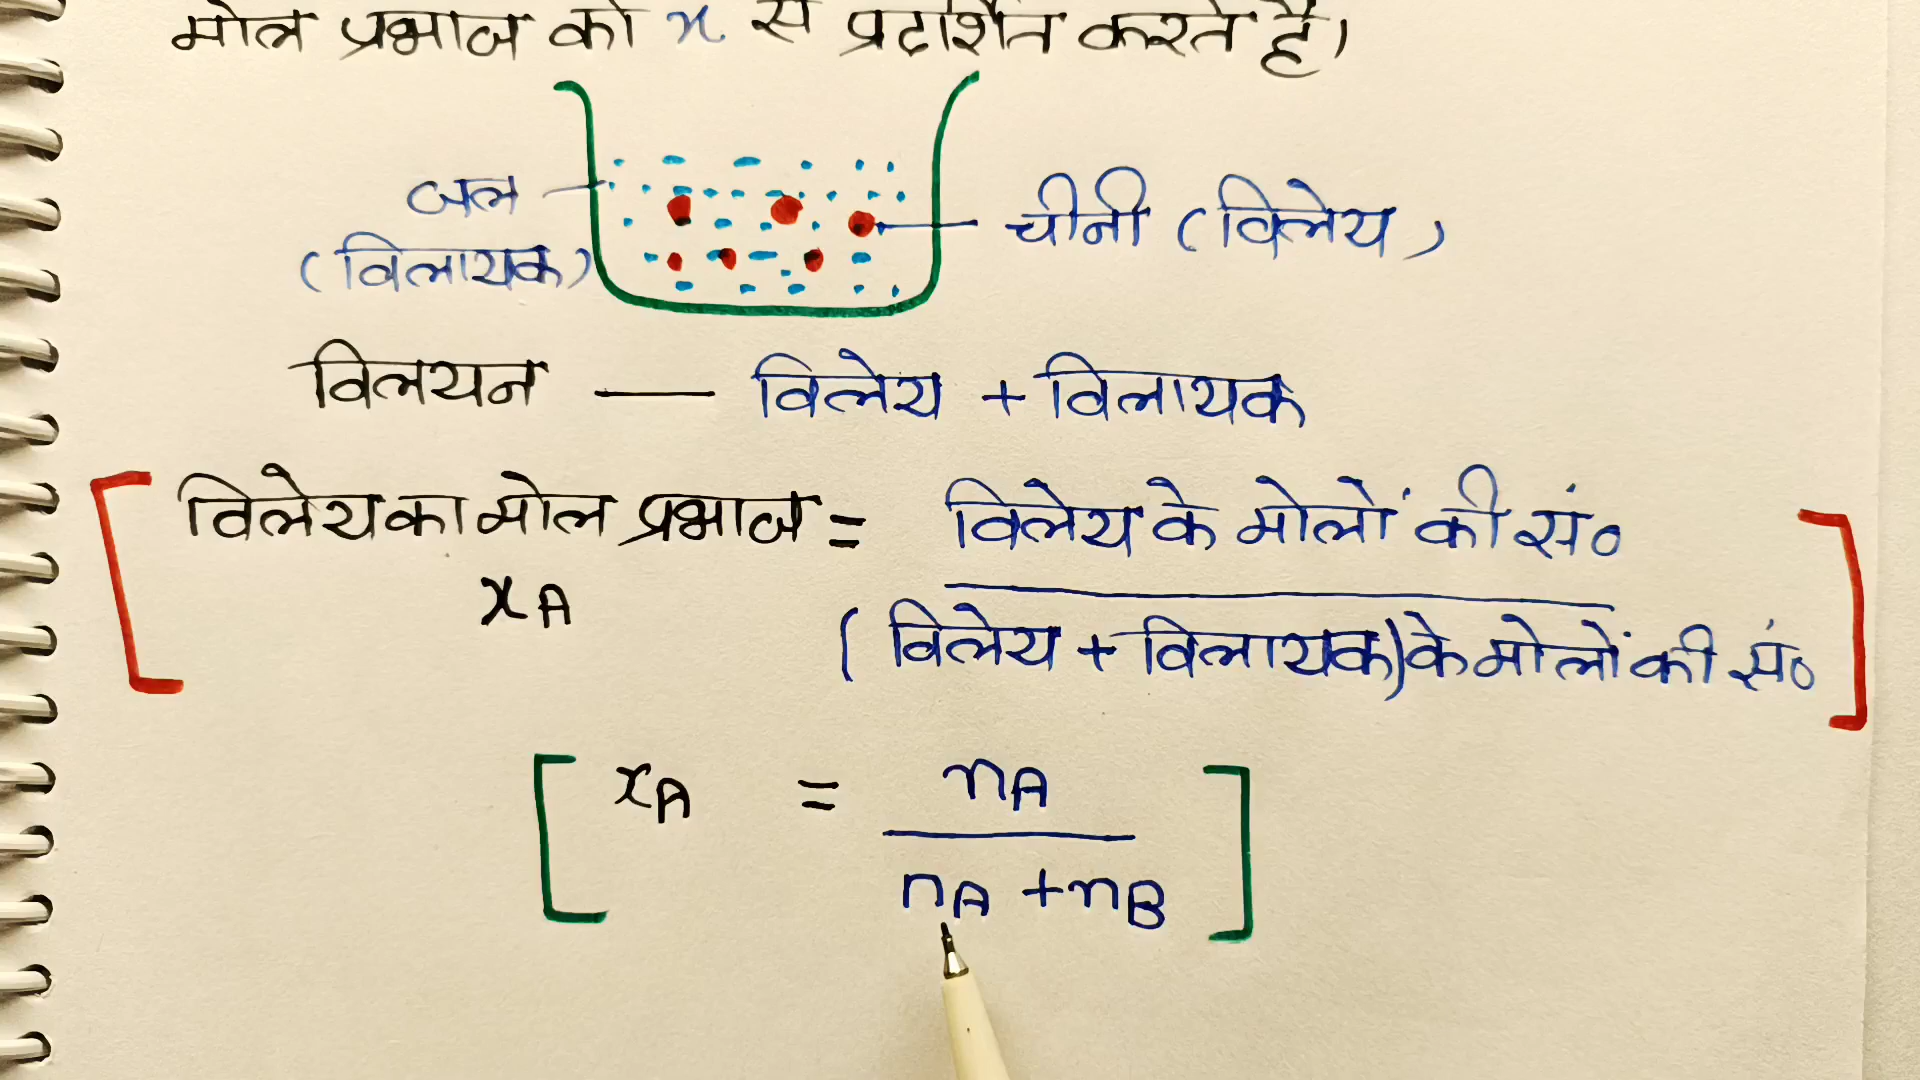 मोल प्रभाज को x से प्रदर्शित करते हैं।
जल
(विलायक)
चीनी (विलेय)
विलयन — विलेय + विलायक
विलेय का मोल प्रभाज = विलेय के मोलों की सं०
xA
(विलेय + विलायक) के मोलों की सं०
xA = nA
nA + nB